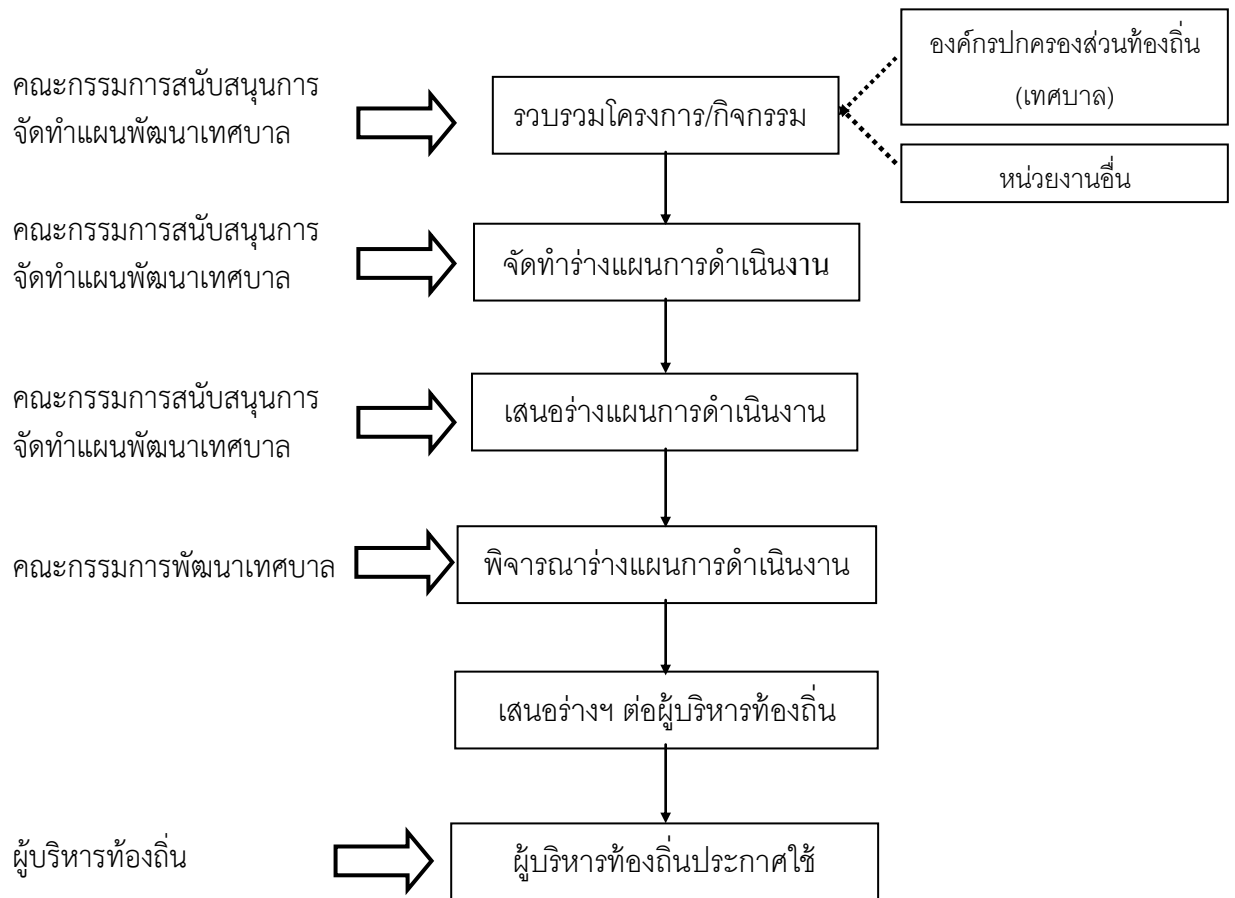 องค์กรปกครองส่วนท้องถิ่น
(เทศบาล)
คณะกรรมการสนับสนุนการ
จัดทำแผนพัฒนาเทศบาล
รวบรวมโครงการ/กิจกรรม
หน่วยงานอื่น
คณะกรรมการสนับสนุนการ
จัดทำแผนพัฒนาเทศบาล
จัดทำร่างแผนการดำเนินงาน
คณะกรรมการสนับสนุนการ
จัดทำแผนพัฒนาเทศบาล
เสนอร่างแผนการดำเนินงาน
คณะกรรมการพัฒนาเทศบาล
พิจารณาร่างแผนการดำเนินงาน
เสนอร่างฯ ต่อผู้บริหารท้องถิ่น
ผู้บริหารท้องถิ่น
ผู้บริหารท้องถิ่นประกาศใช้